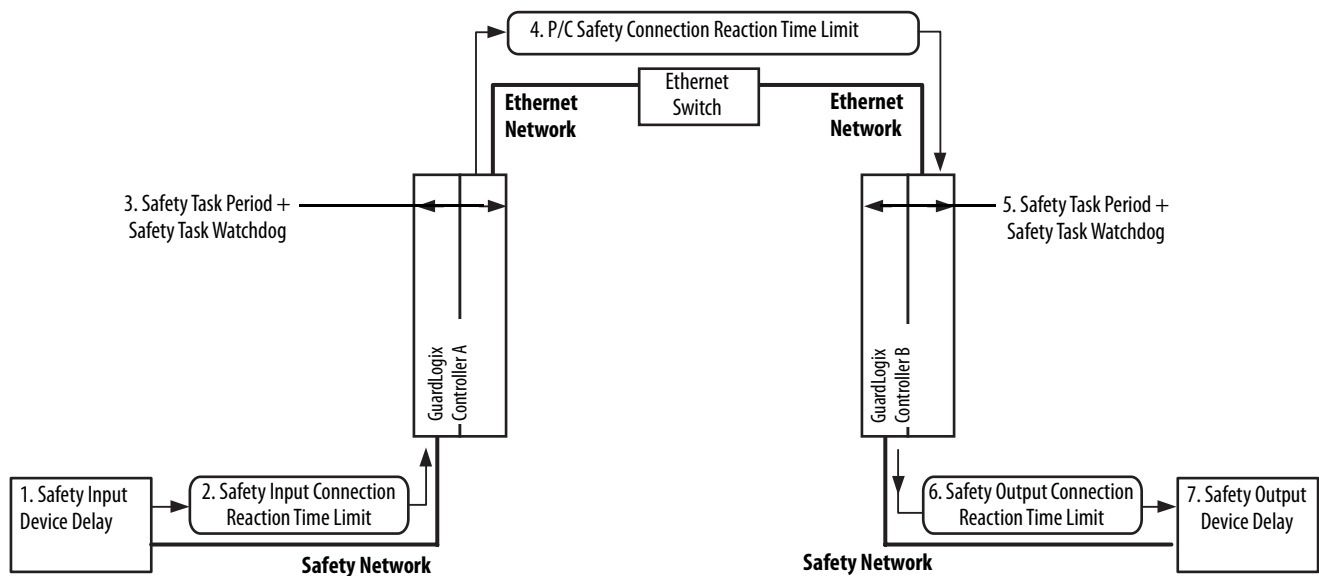 4. P/C Safety Connection Reaction Time Limit
Ethernet
Switch
Ethernet
Network
Ethernet
Network
3. Safety Task Period +
Safety Task Watchdog
5. Safety Task Period +
Safety Task Watchdog
GuardLogix
Controller A
GuardLogix
Controller B
1. Safety Input
Device Delay
2. Safety Input Connection
Reaction Time Limit
6. Safety Output Connection
Reaction Time Limit
7. Safety Output
Device Delay
Safety Network
Safety Network